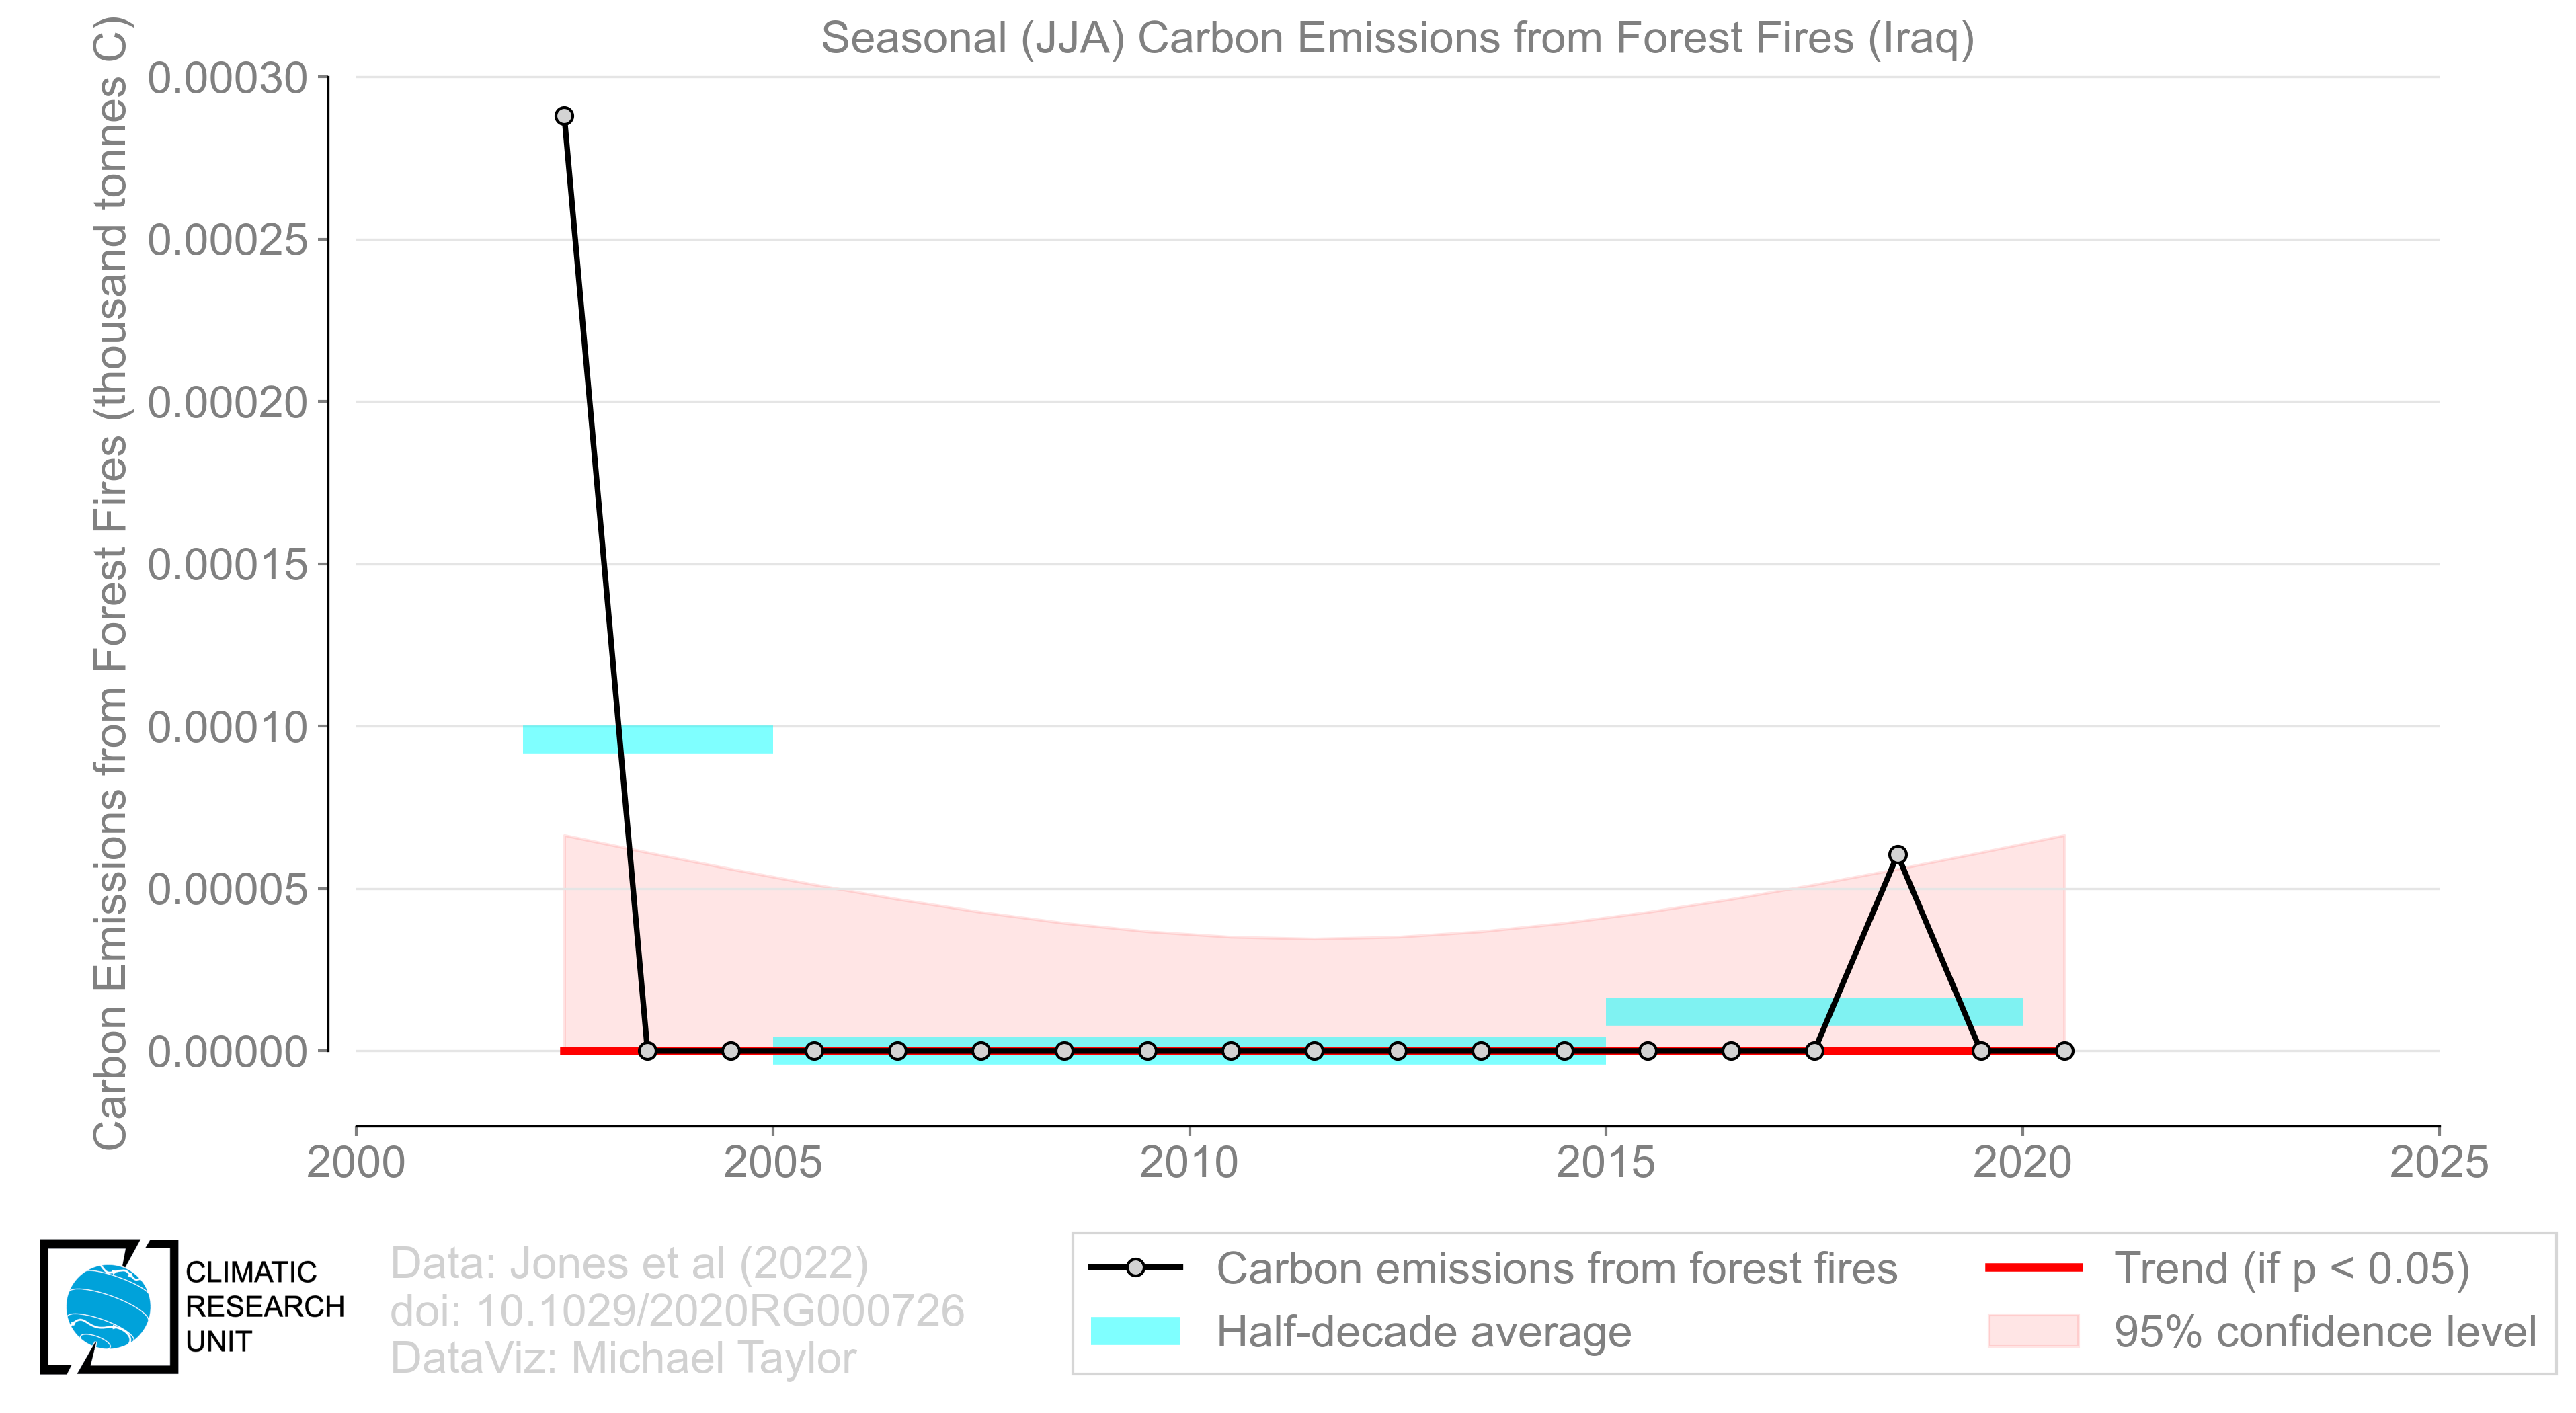 Seasonal (JJA) Carbon Emissions from Forest Fires (Iraq)
Carbon Emissions from Forest Fires (thousand tonnes C)
0.00030
0.00025
0.00020
0.00015
0.00010
0.00005
0.00000
2000
2005
2010
2015
2020
2025
CLIMATIC
RESEARCH
UNIT
Data: Jones et al (2022)
doi: 10.1029/2020RG000726
DataViz: Michael Taylor
Carbon emissions from forest fires
Half-decade average
Trend (if p < 0.05)
95% confidence level